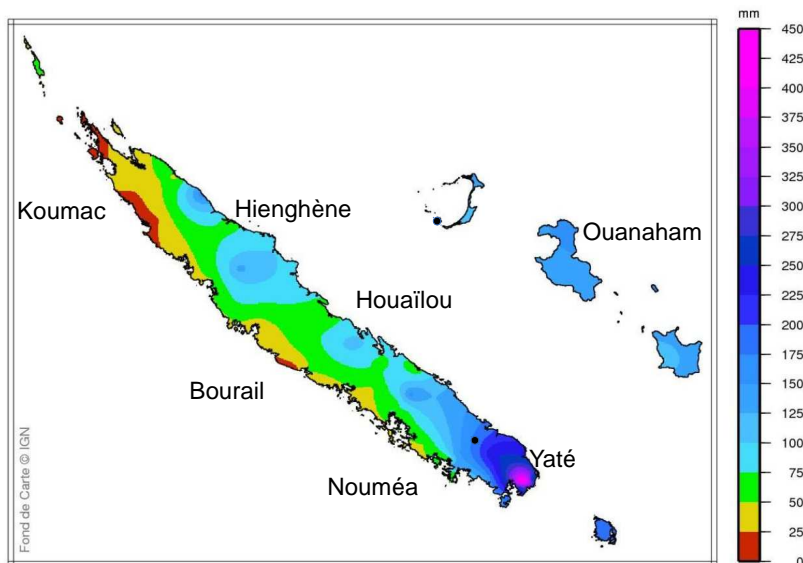 mm
450
425
400
375
350
325
300
275
250
225
200
175
150
125
100
75
50
25
0
Koumac
Hienghène
Ouanaham
Houaïlou
Bourail
Yaté
Nouméa
Fond de Carte © IGN